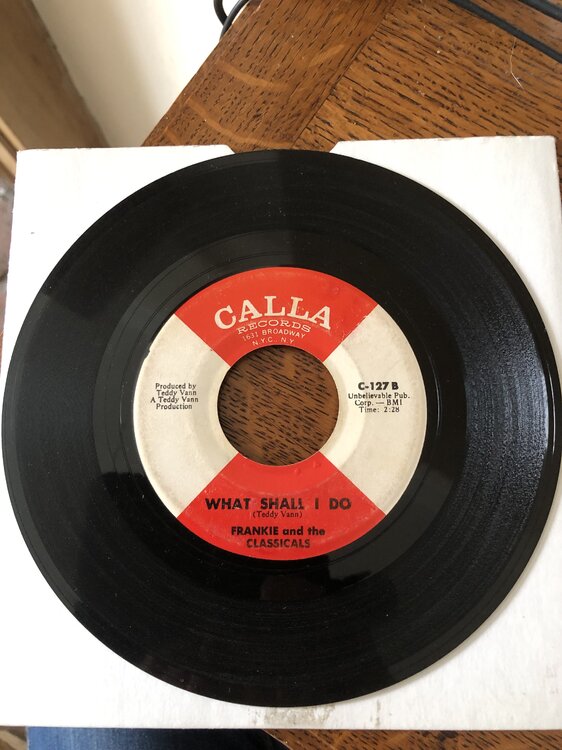 CALLA
RECORDS
1631 BROADWAY
N.Y.C., N.Y.
Produced by
Teddy Vann
A Teddy Vann
Production
C-127 B
Unbelievable Pub.
Corp. — BMI
Time: 2:28
WHAT SHALL I DO
(Teddy Vann)
FRANKIE and the
CLASSICALS